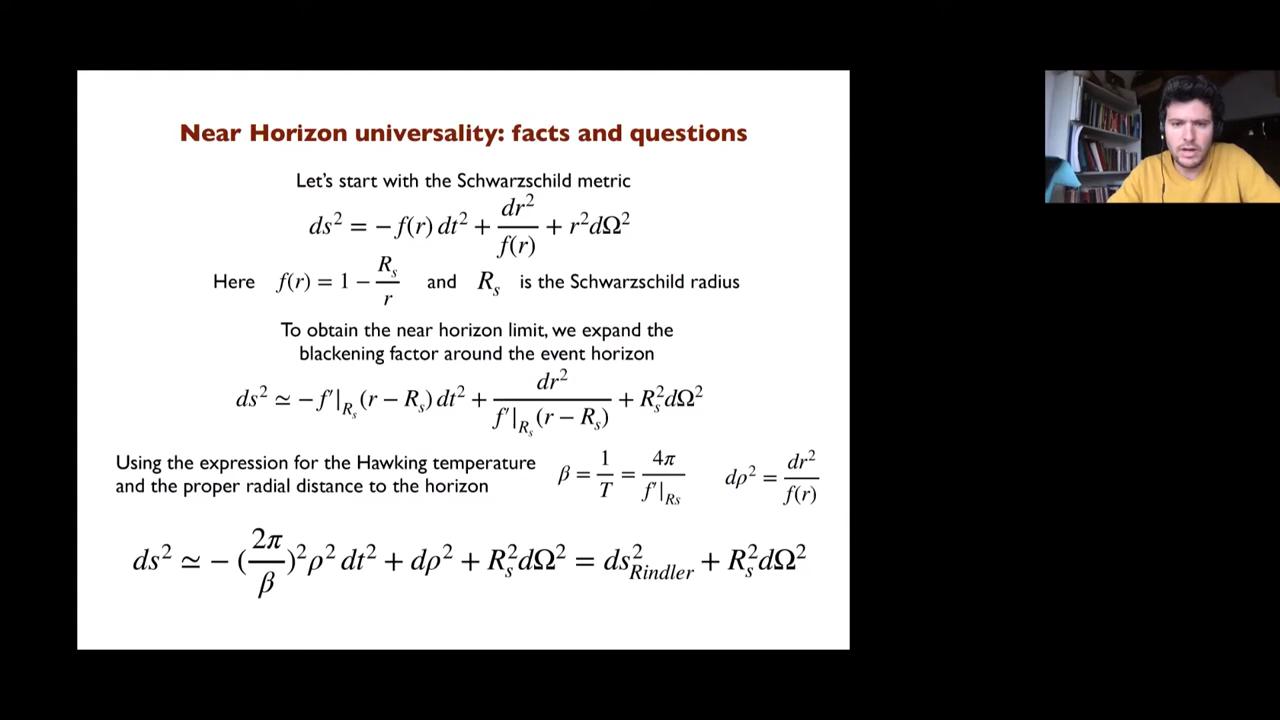 Near Horizon universality: facts and questions
Let's start with the Schwarzschild metric
ds² = − f(r) dt² + dr²/f(r) + r²dΩ²
Here f(r) = 1 − R_s/r and R_s is the Schwarzschild radius
To obtain the near horizon limit, we expand the
blackening factor around the event horizon
ds² ≃ − f′|_{R_s} (r − R_s) dt² + dr²/(f′|_{R_s} (r − R_s)) + R_s²dΩ²
Using the expression for the Hawking temperature
and the proper radial distance to the horizon
β = 1/T = 4π/f′|_{Rs}
dρ² = dr²/f(r)
ds² ≃ − (2π/β)²ρ² dt² + dρ² + R_s²dΩ² = ds²_{Rindler} + R_s²dΩ²